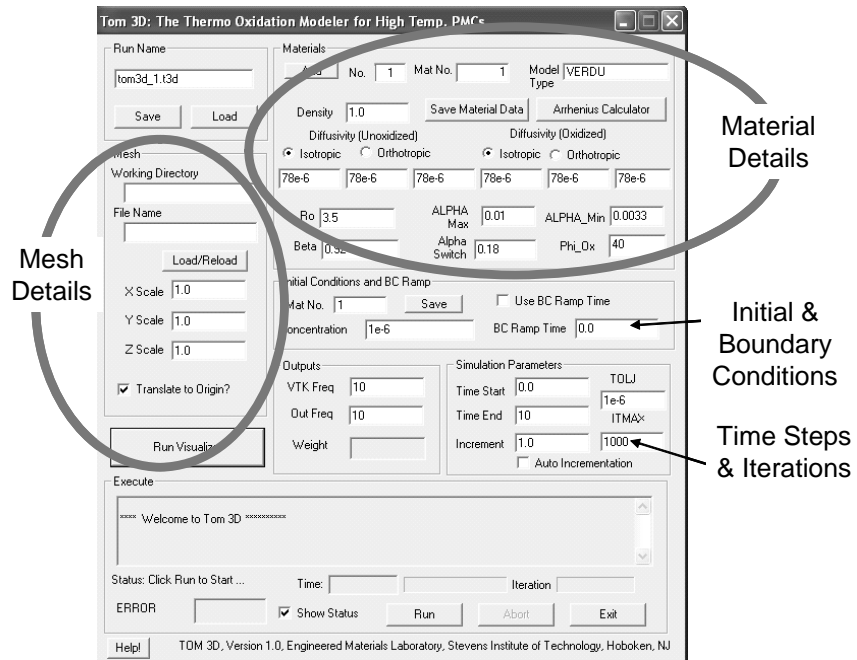 Tom 3D: The Thermo Oxidation Modeler for High Temp. PMCs
Run Name
tom3d_1.t3d
Save Load
Mesh
Working Directory
File Name
Load/Reload
X Scale 1.0
Y Scale 1.0
Z Scale 1.0
Translate to Origin?
Run Visualiz
Materials
Add No. 1 Mat No. 1 Model Type VERDU
Density 1.0 Save Material Data Arrhenius Calculator
Diffusivity (Unoxidized) Diffusivity (Oxidized)
Isotropic Orthotropic Isotropic Orthotropic
78e-6 78e-6 78e-6 78e-6 78e-6 78e-6
Ro 3.5 ALPHA Max 0.01 ALPHA_Min 0.0033
Beta 0.92 Alpha Switch 0.18 Phi_Ox 40
Initial Conditions and BC Ramp
Mat No. 1 Save Use BC Ramp Time
Concentration 1e-6 BC Ramp Time 0.0
Outputs
VTK Freq 10
Out Freq 10
Weight
Simulation Parameters
Time Start 0.0 TOLJ
1e-6
Time End 10 ITMAX
Increment 1.0 1000
Auto Incrementation
Execute
**** Welcome to Tom 3D **********
Status: Click Run to Start ... Time: Iteration
ERROR Show Status Run Abort Exit
Help! TOM 3D, Version 1.0, Engineered Materials Laboratory, Stevens Institute of Technology, Hoboken, NJ
Mesh
Details
Material
Details
Initial &
Boundary
Conditions
Time Steps
& Iterations